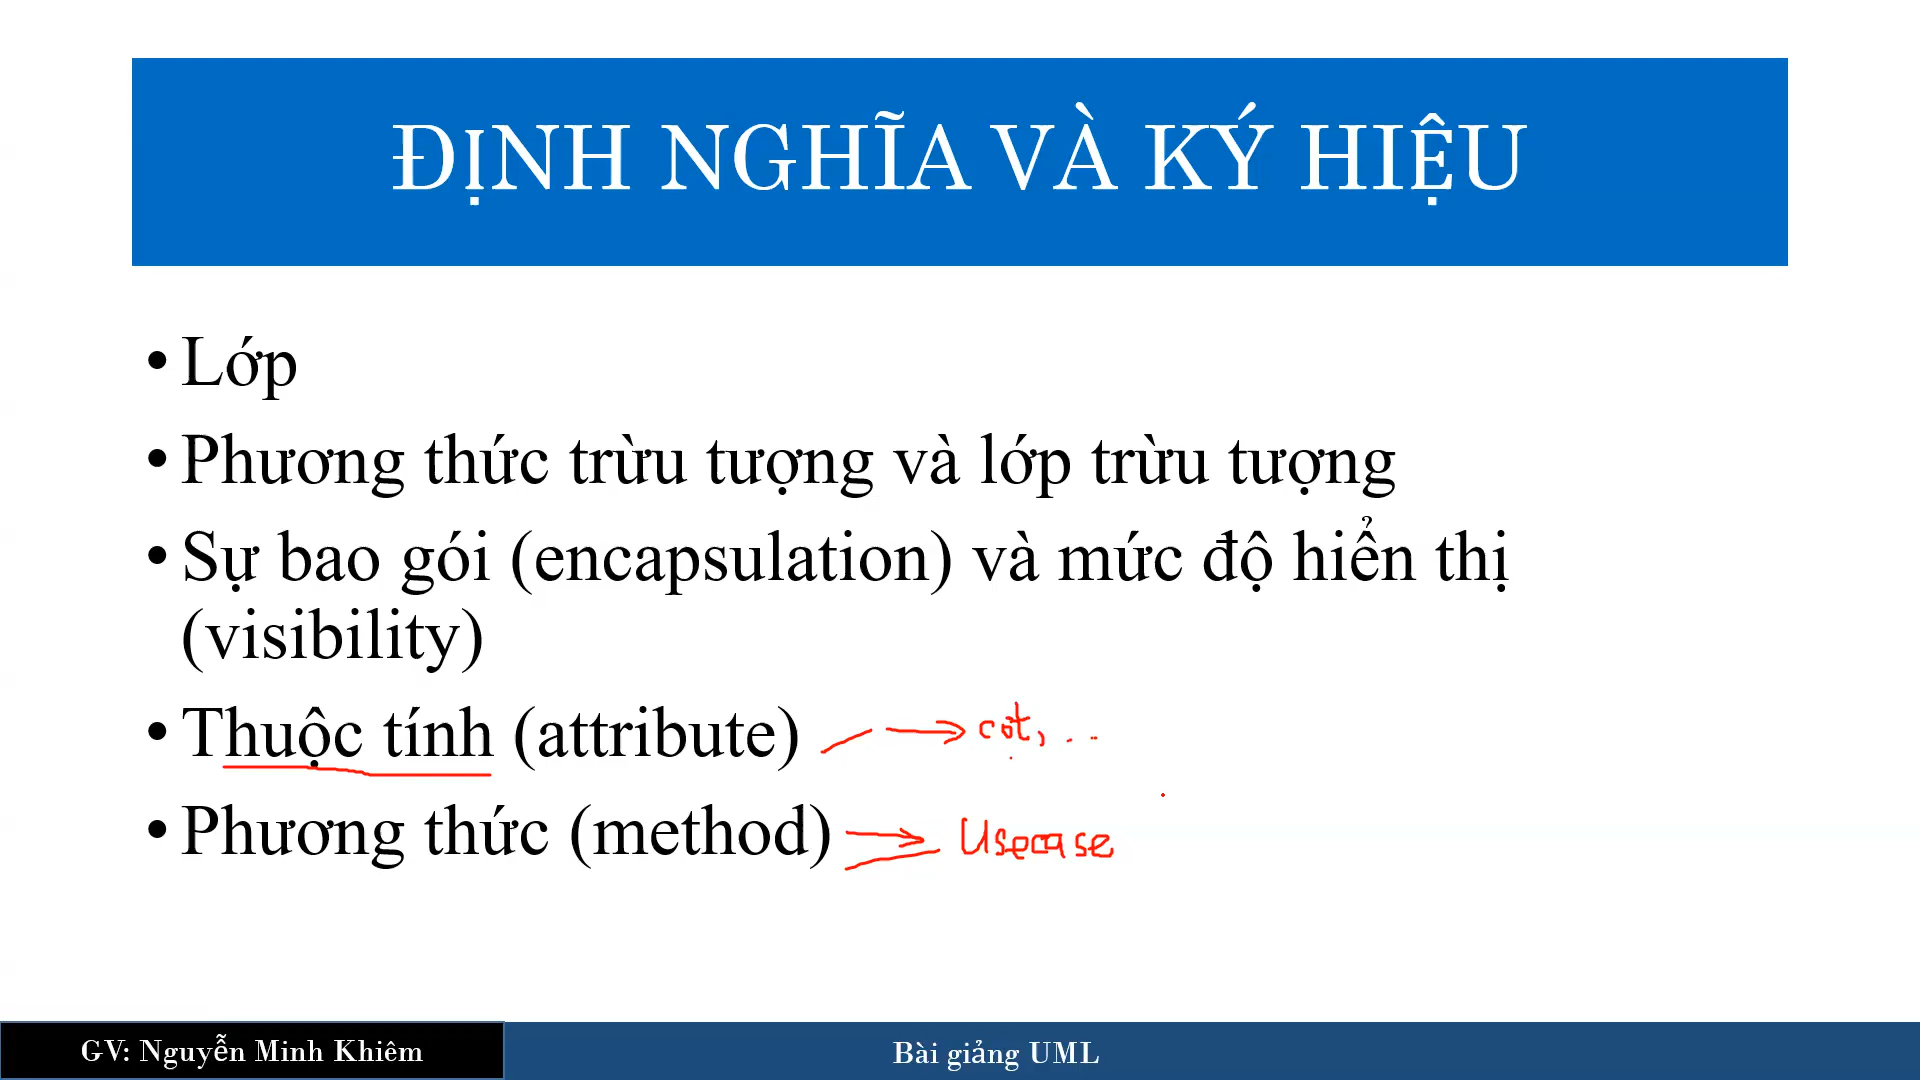 ĐỊNH NGHĨA VÀ KÝ HIỆU
• Lớp
• Phương thức trừu tượng và lớp trừu tượng
• Sự bao gói (encapsulation) và mức độ hiển thị
(visibility)
• Thuộc tính (attribute) → cột, ...
• Phương thức (method) → Usecase
GV: Nguyễn Minh Khiêm
Bài giảng UML